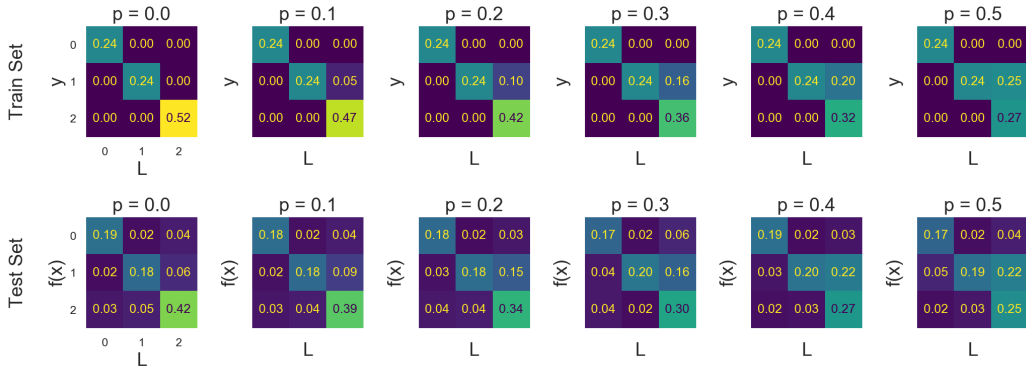 p = 0.0 p = 0.1 p = 0.2 p = 0.3 p = 0.4 p = 0.5
Train Set
y y y y y y
0 0.24 0.00 0.00 0.24 0.00 0.00 0.24 0.00 0.00 0.24 0.00 0.00 0.24 0.00 0.00 0.24 0.00 0.00
1 0.00 0.24 0.00 0.00 0.24 0.05 0.00 0.24 0.10 0.00 0.24 0.16 0.00 0.24 0.20 0.00 0.24 0.25
2 0.00 0.00 0.52 0.00 0.00 0.47 0.00 0.00 0.42 0.00 0.00 0.36 0.00 0.00 0.32 0.00 0.00 0.27
0 1 2
L L L L L L
p = 0.0 p = 0.1 p = 0.2 p = 0.3 p = 0.4 p = 0.5
Test Set
f(x) f(x) f(x) f(x) f(x) f(x)
0 0.19 0.02 0.04 0.18 0.02 0.04 0.18 0.02 0.03 0.17 0.02 0.06 0.19 0.02 0.03 0.17 0.02 0.04
1 0.02 0.18 0.06 0.02 0.18 0.09 0.03 0.18 0.15 0.04 0.20 0.16 0.03 0.20 0.22 0.05 0.19 0.22
2 0.03 0.05 0.42 0.03 0.04 0.39 0.04 0.04 0.34 0.04 0.02 0.30 0.02 0.03 0.27 0.02 0.03 0.25
0 1 2
L L L L L L